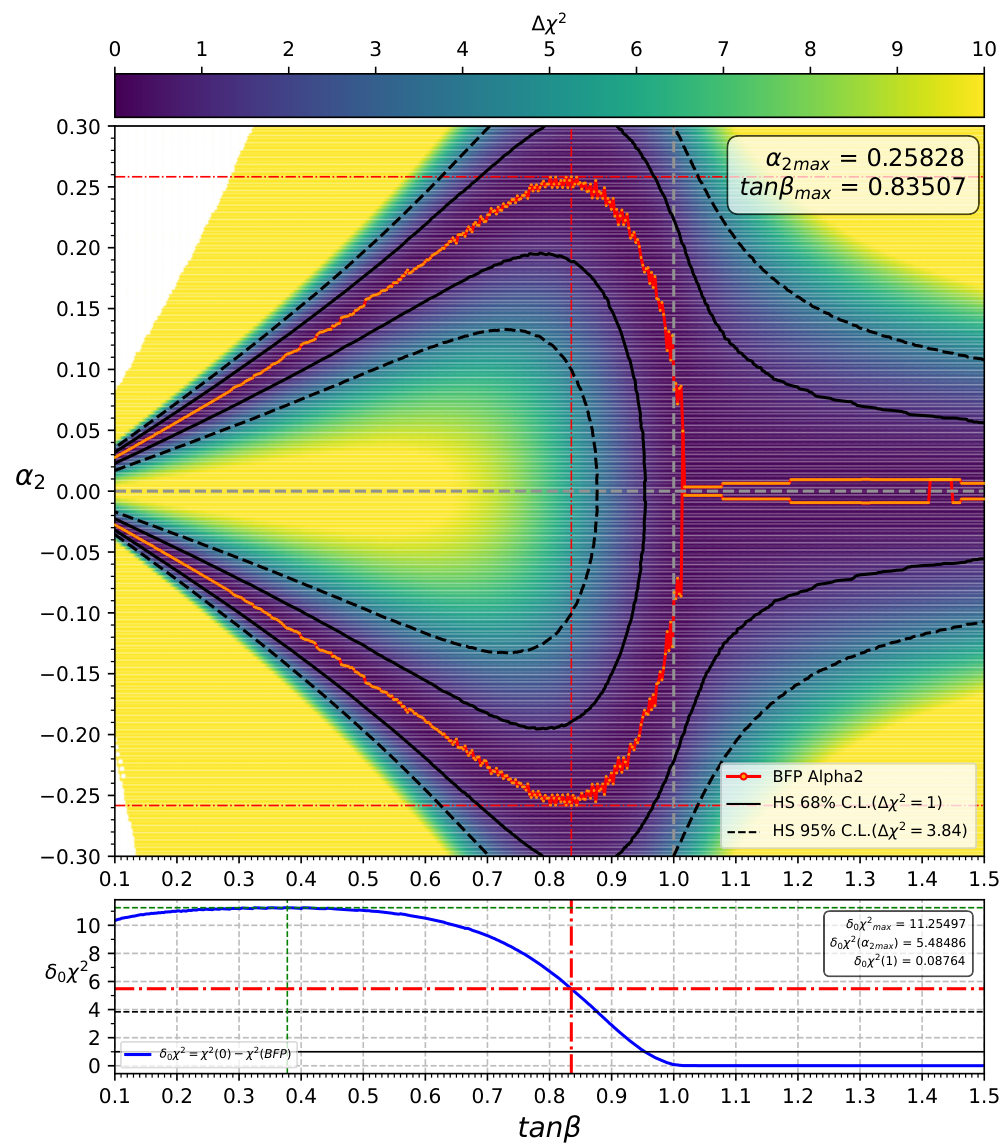 Δχ²
0 1 2 3 4 5 6 7 8 9 10
0.30
0.25
0.20
0.15
0.10
0.05
0.00
−0.05
−0.10
−0.15
−0.20
−0.25
−0.30
α₂
α₂ₘₐₓ = 0.25828
tanβₘₐₓ = 0.83507
BFP Alpha2
HS 68% C.L.(Δχ² = 1)
HS 95% C.L.(Δχ² = 3.84)
0.1 0.2 0.3 0.4 0.5 0.6 0.7 0.8 0.9 1.0 1.1 1.2 1.3 1.4 1.5
10
8
6
4
2
0
δ₀χ²
δ₀χ²ₘₐₓ = 11.25497
δ₀χ²(α₂ₘₐₓ) = 5.48486
δ₀χ²(1) = 0.08764
δ₀χ² = χ²(0) − χ²(BFP)
0.1 0.2 0.3 0.4 0.5 0.6 0.7 0.8 0.9 1.0 1.1 1.2 1.3 1.4 1.5
tanβ